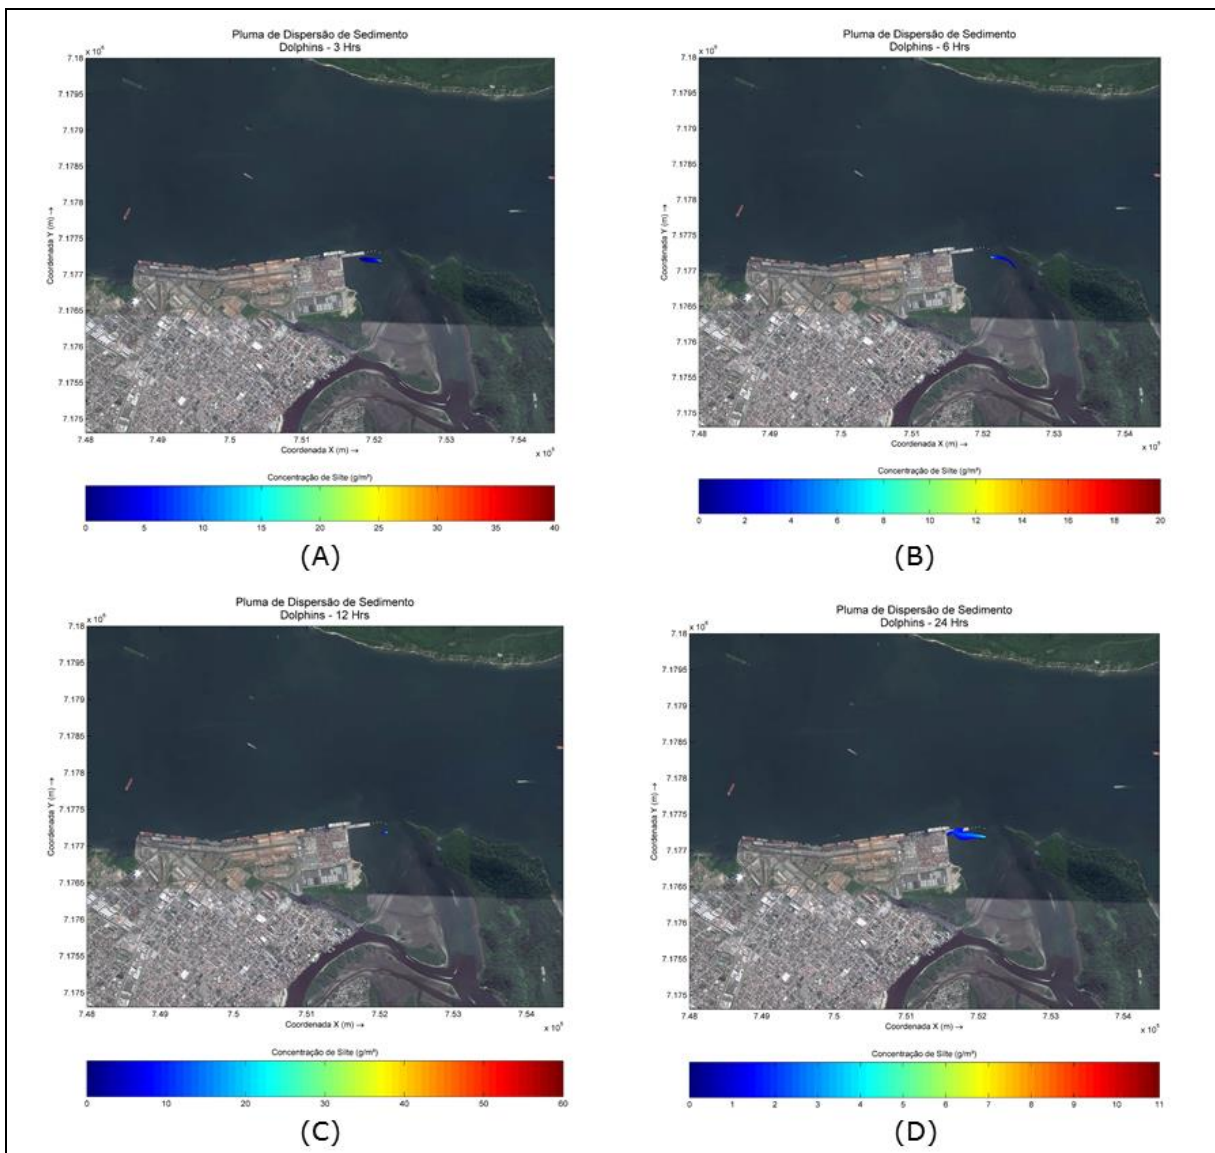 Pluma de Dispersão de Sedimento
Dolphins - 3 Hrs
x 10⁶
7.18
7.1795
7.179
7.1785
7.178
7.1775
7.177
7.1765
7.176
7.1755
7.175
Coordenada Y (m) →
7.48
7.49
7.5
7.51
7.52
7.53
7.54
x 10⁵
Coordenada X (m) →
Concentração de Silte (g/m³)
0 5 10 15 20 25 30 35 40
(A)
Pluma de Dispersão de Sedimento
Dolphins - 6 Hrs
x 10⁶
7.18
7.1795
7.179
7.1785
7.178
7.1775
7.177
7.1765
7.176
7.1755
7.175
Coordenada Y (m) →
7.48
7.49
7.5
7.51
7.52
7.53
7.54
x 10⁵
Coordenada X (m) →
Concentração de Silte (g/m³)
0 2 4 6 8 10 12 14 16 18 20
(B)
Pluma de Dispersão de Sedimento
Dolphins - 12 Hrs
x 10⁶
7.18
7.1795
7.179
7.1785
7.178
7.1775
7.177
7.1765
7.176
7.1755
7.175
Coordenada Y (m) →
7.48
7.49
7.5
7.51
7.52
7.53
7.54
x 10⁵
Coordenada X (m) →
Concentração de Silte (g/m³)
0 10 20 30 40 50 60
(C)
Pluma de Dispersão de Sedimento
Dolphins - 24 Hrs
x 10⁶
7.18
7.1795
7.179
7.1785
7.178
7.1775
7.177
7.1765
7.176
7.1755
7.175
Coordenada Y (m) →
7.48
7.49
7.5
7.51
7.52
7.53
7.54
x 10⁵
Coordenada X (m) →
Concentração de Silte (g/m³)
0 1 2 3 4 5 6 7 8 9 10 11
(D)